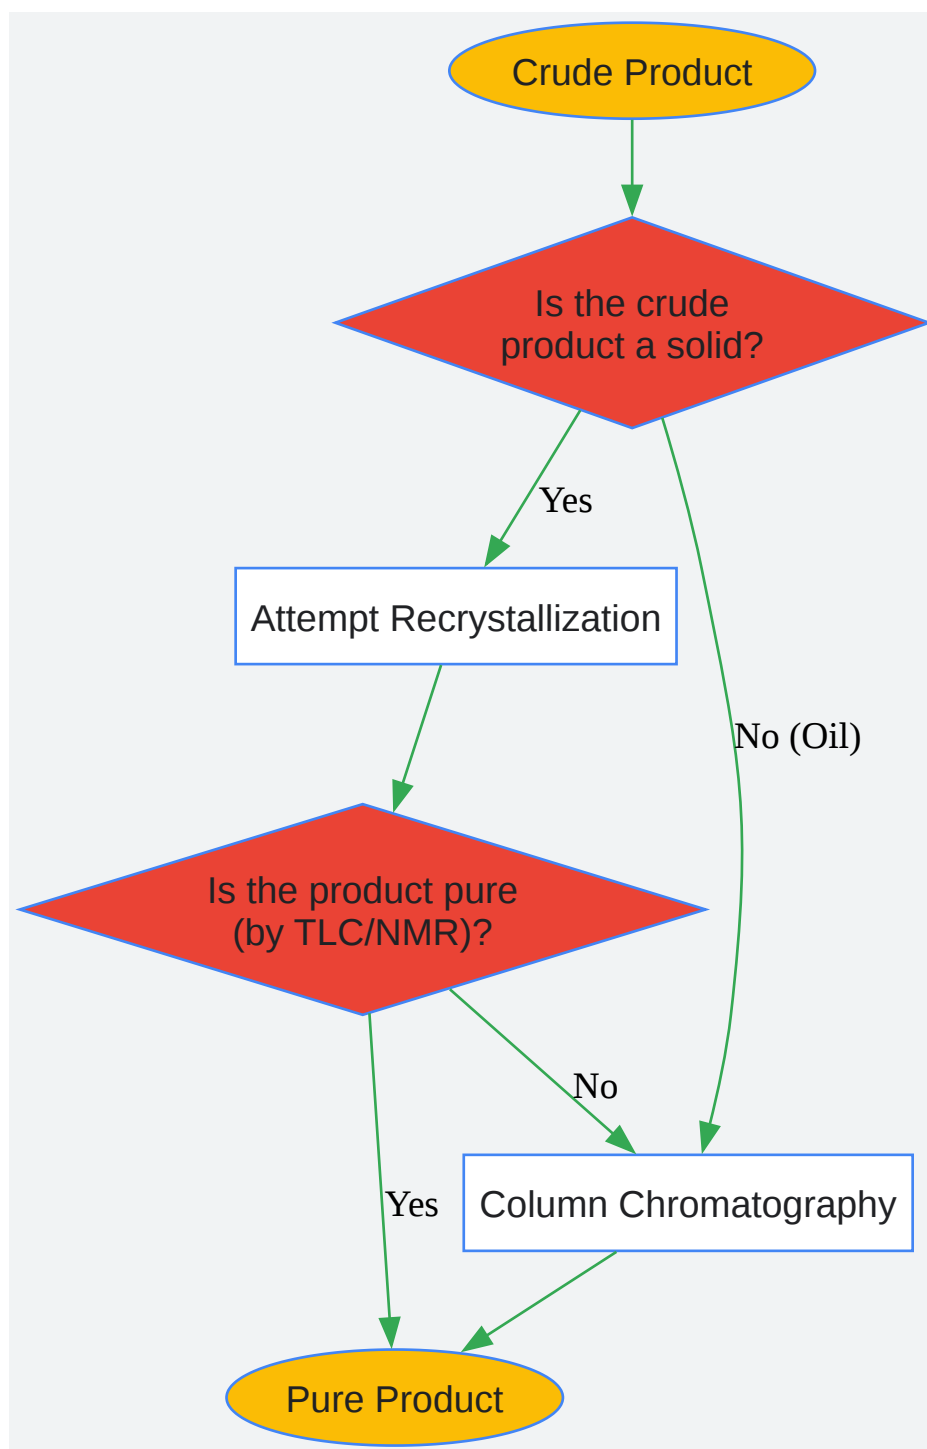 Crude Product
Is the crude
product a solid?
Yes
Attempt Recrystallization
No (Oil)
Is the product pure
(by TLC/NMR)?
No
Yes
Column Chromatography
Pure Product